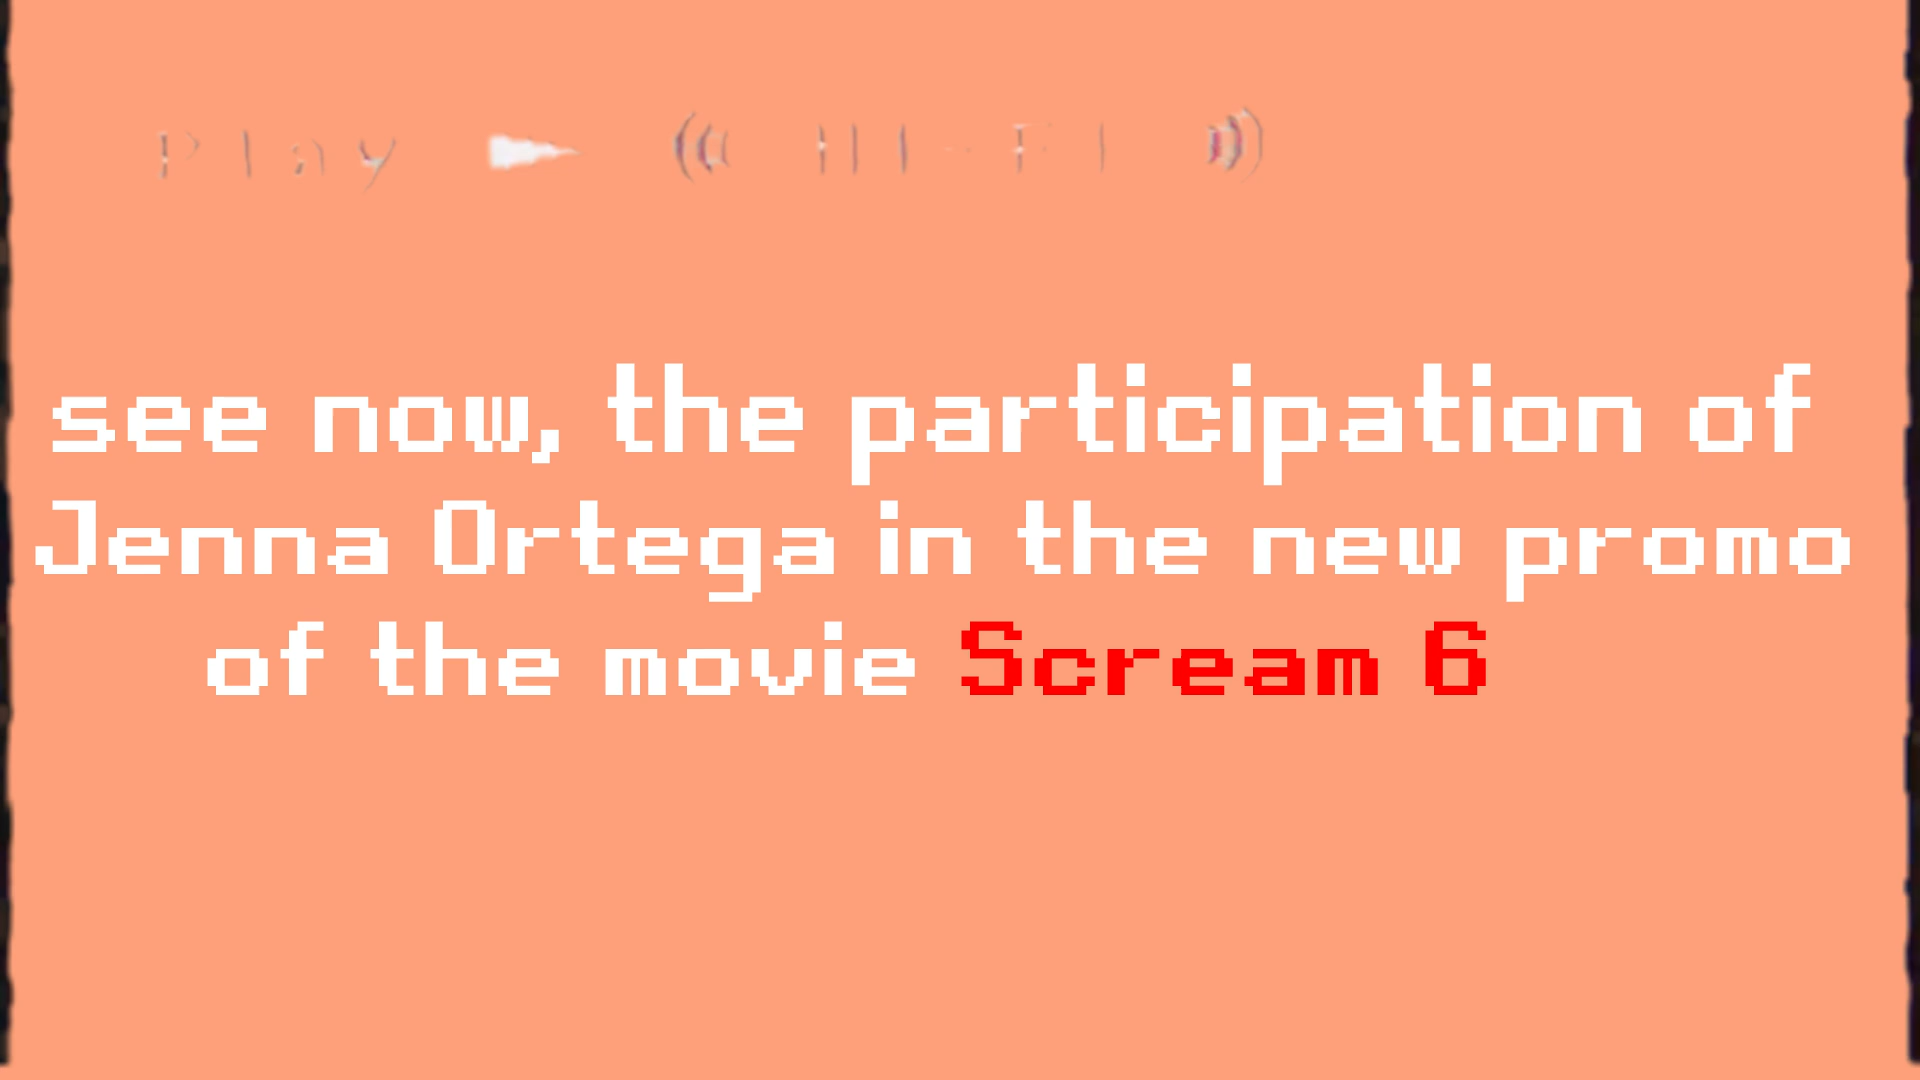 Play HI-FI
see now, the participation of
Jenna Ortega in the new promo
of the movie Scream 6